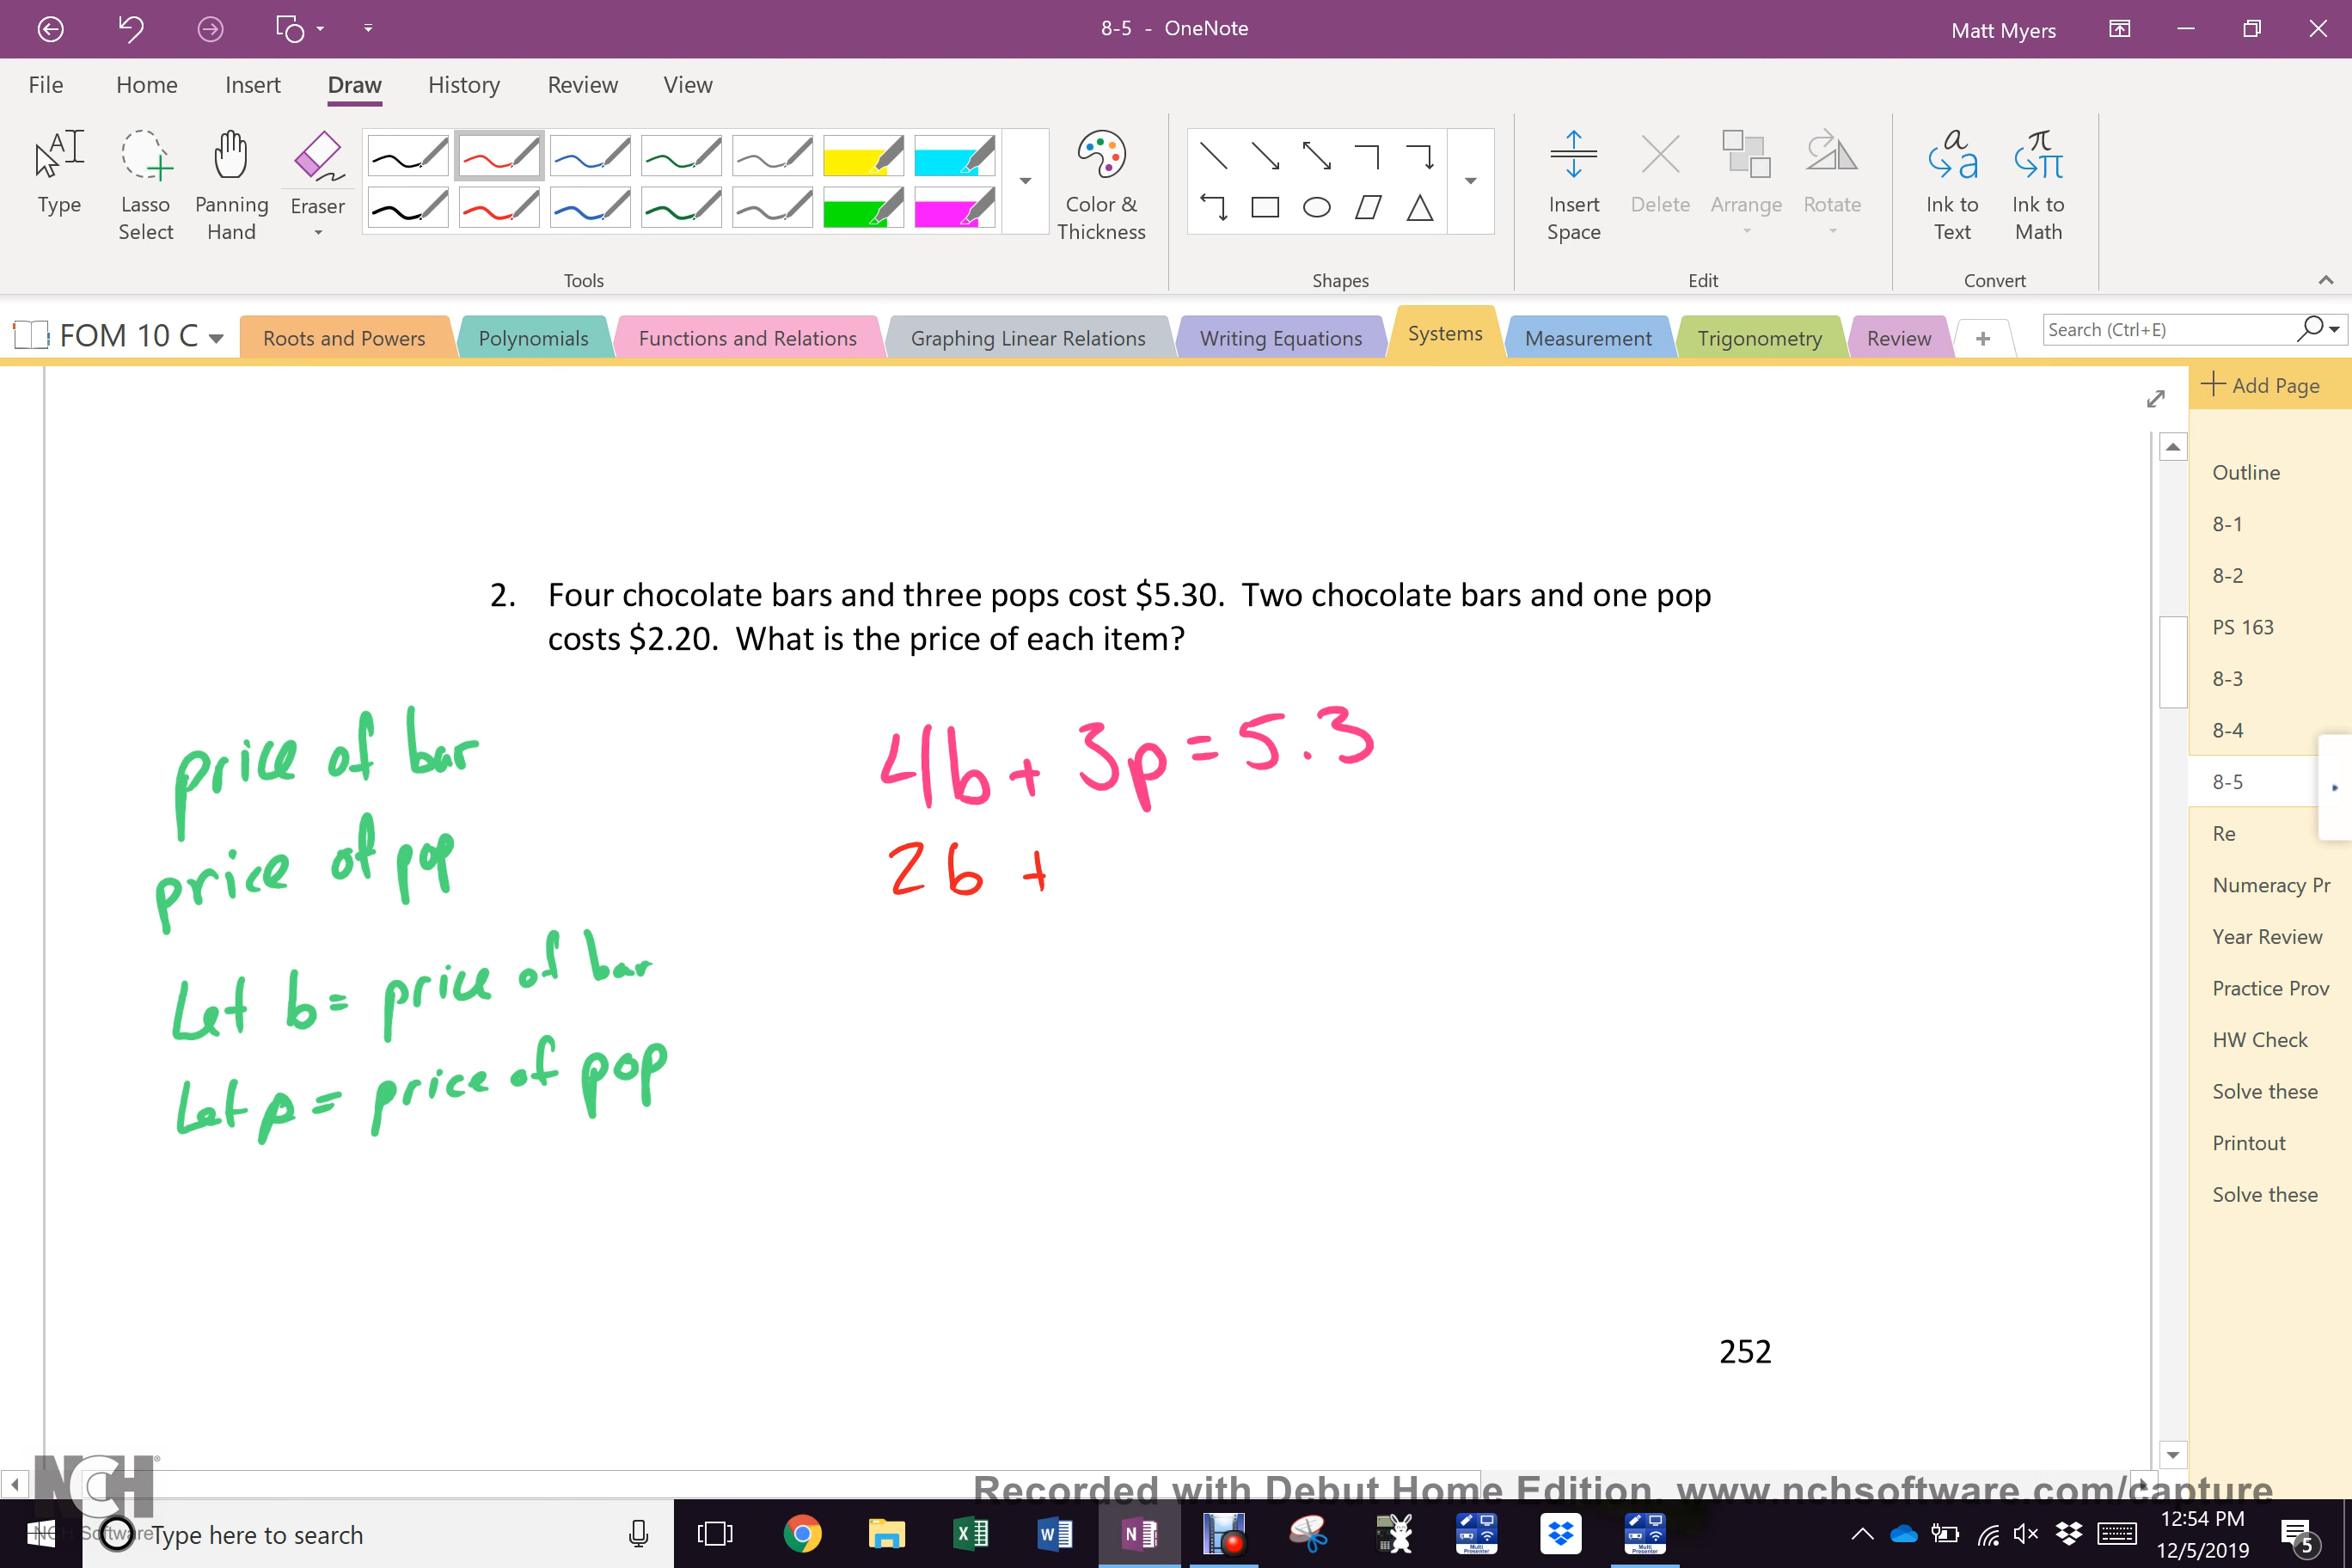 8-5 - OneNote
Matt Myers
File Home Insert Draw History Review View
Type
Lasso Select
Panning Hand
Eraser
Color & Thickness
Insert Space
Delete
Arrange
Rotate
Ink to Text
Ink to Math
Tools
Shapes
Edit
Convert
FOM 10 C
Roots and Powers
Polynomials
Functions and Relations
Graphing Linear Relations
Writing Equations
Systems
Measurement
Trigonometry
Review
Search (Ctrl+E)
Add Page
Outline
8-1
8-2
PS 163
8-3
8-4
8-5
Re
Numeracy Pr
Year Review
Practice Prov
HW Check
Solve these
Printout
Solve these
2. Four chocolate bars and three pops cost $5.30. Two chocolate bars and one pop
costs $2.20. What is the price of each item?
price of bar
price of pop
Let b = price of bar
Let p = price of pop
4b + 3p = 5.3
2b +
252
NCH
NCH Software
Recorded with Debut Home Edition. www.nchsoftware.com/capture
Type here to search
12:54 PM
12/5/2019
5